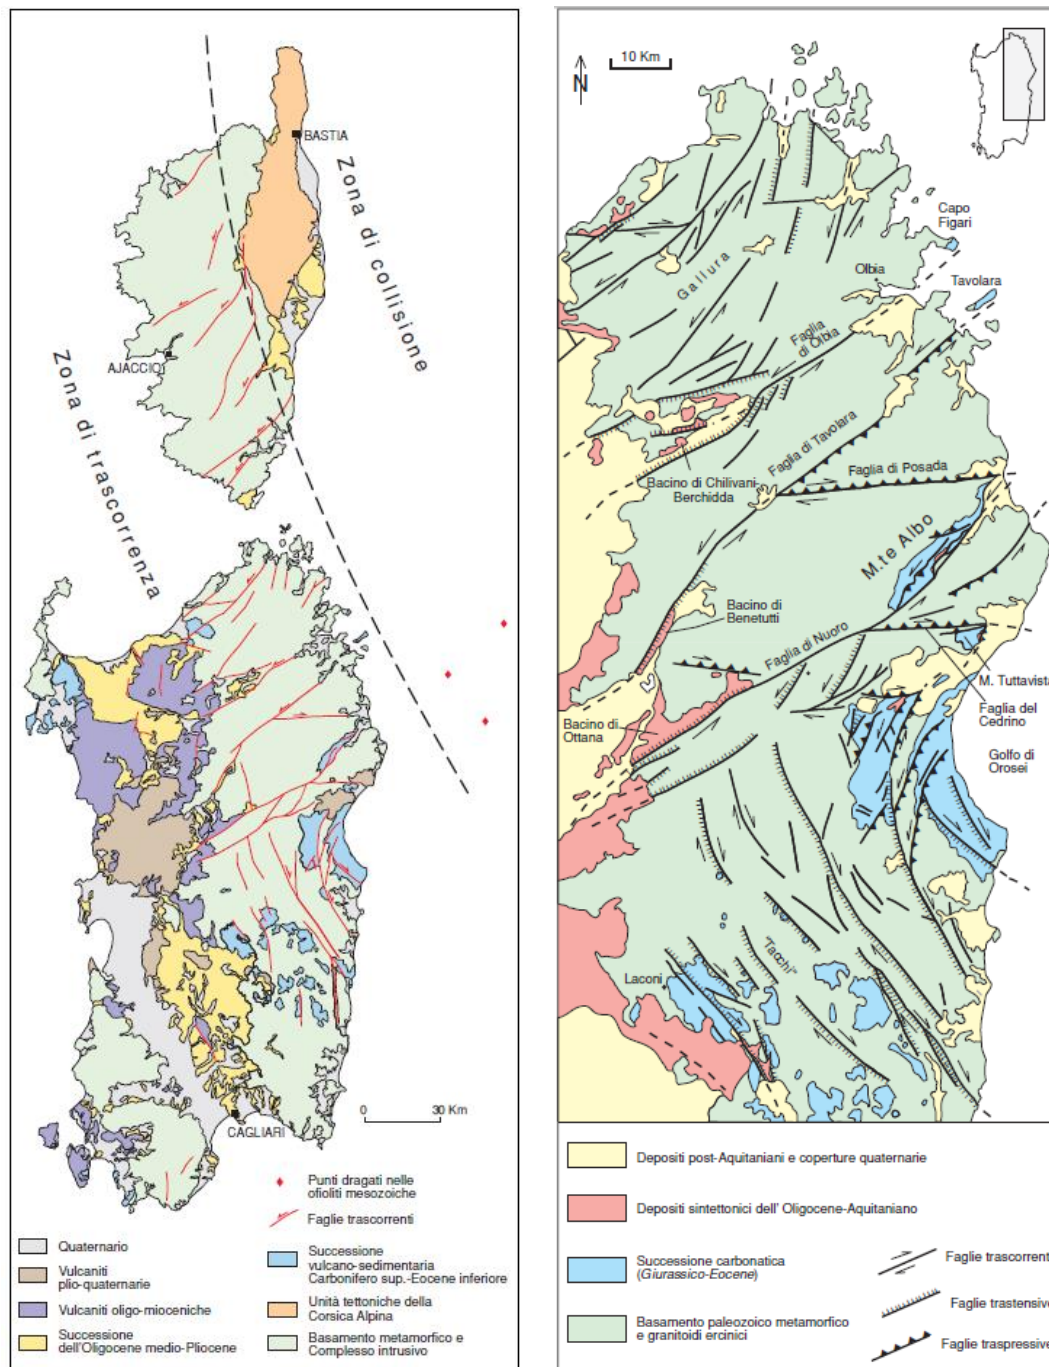 BASTIA
Zona di collisione
AJACCIO
Zona di trascorrenza
0 30 Km
CAGLIARI
Punti dragati nelle
ofioliti mesozoiche
Faglie trascorrenti
Quaternario
Vulcaniti
plio-quaternarie
Vulcaniti oligo-mioceniche
Successione
dell'Oligocene medio-Pliocene
Successione
vulcano-sedimentaria
Carbonifero sup.-Eocene inferiore
Unità tettoniche della
Corsica Alpina
Basamento metamorfico e
Complesso intrusivo
10 Km
N
Capo
Figari
Olbia
Tavolara
Gallura
Faglia
di Olbia
Faglia di Tavolara
Bacino di Chilivani-
Berchidda
Faglia di Posada
M.te Albo
Bacino di
Benetutti
Faglia di Nuoro
M. Tuttavista
Faglia del
Cedrino
Bacino di
Ottana
Golfo di
Orosei
"Tacchi"
Laconi
Depositi post-Aquitaniani e coperture quaternarie
Depositi sintettonici dell' Oligocene-Aquitaniano
Successione carbonatica
(Giurassico-Eocene)
Basamento paleozoico metamorfico
e granitoidi ercinici
Faglie trascorrent
Faglie trastensive
Faglie traspressive